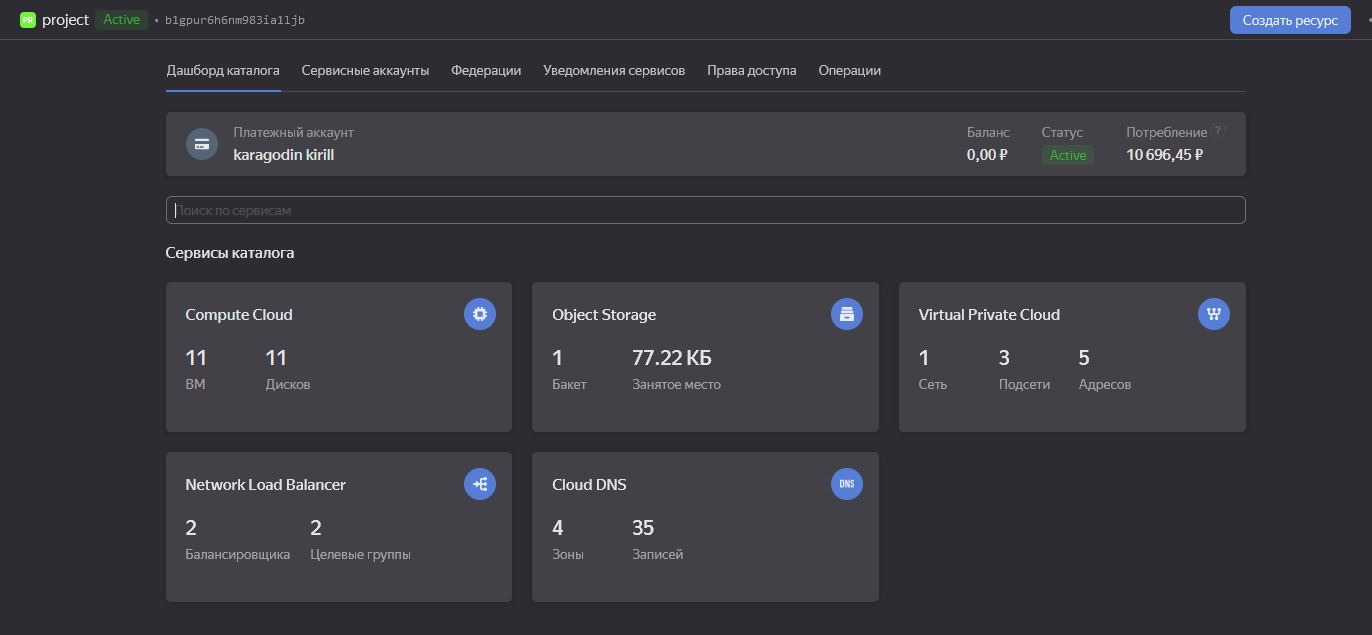 PR project Active • b1gpur6h6nm983ia1ljb Создать ресурс
Дашборд каталога Сервисные аккаунты Федерации Уведомления сервисов Права доступа Операции
Платежный аккаунт Баланс Статус Потребление ?
karagodin kirill 0,00 ₽ Active 10 696,45 ₽
Поиск по сервисам
Сервисы каталога
Compute Cloud Object Storage Virtual Private Cloud
11 11 1 77.22 КБ 1 3 5
ВМ Дисков Бакет Занятое место Сеть Подсети Адресов
Network Load Balancer Cloud DNS DNS
2 2 4 35
Балансировщика Целевые группы Зоны Записей